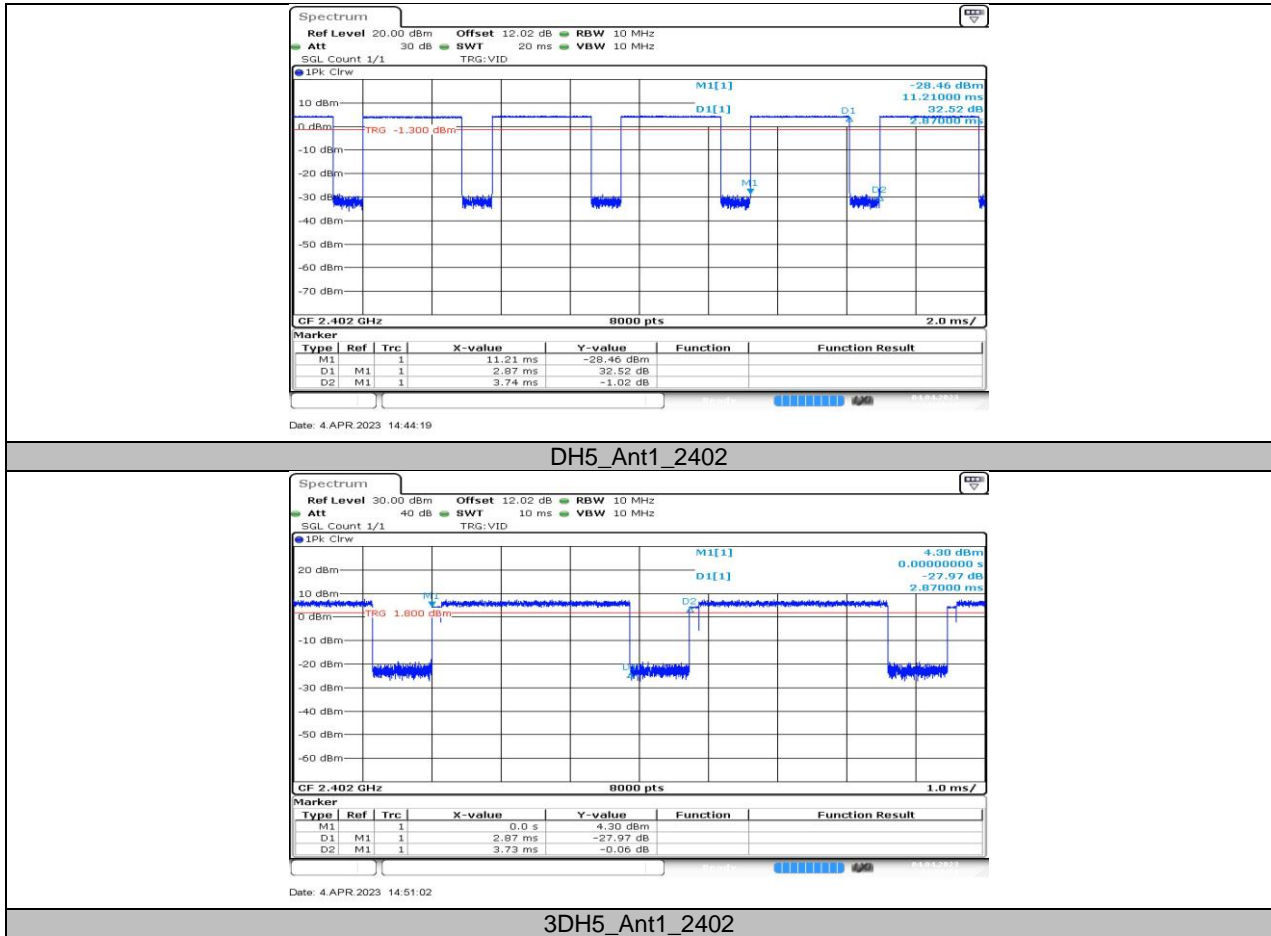 Spectrum
Ref Level 20.00 dBm Offset 12.02 dB RBW 10 MHz
Att 30 dB SWT 20 ms VBW 10 MHz
SGL Count 1/1 TRG:VID
1Pk Clrw
M1[1] -28.46 dBm
11.21000 ms
10 dBm D1[1] 32.52 dB
D1
2.87000 ms
0 dBm
TRG -1.300 dBm
-10 dBm
-20 dBm
M1
D2
-30 dBm
-40 dBm
-50 dBm
-60 dBm
-70 dBm
CF 2.402 GHz 8000 pts 2.0 ms/
Marker
Type Ref Trc X-value Y-value Function Function Result
M1 1 11.21 ms -28.46 dBm
D1 M1 1 2.87 ms 32.52 dB
D2 M1 1 3.74 ms -1.02 dB
Date: 4.APR.2023 14:44:19
DH5_Ant1_2402
Spectrum
Ref Level 30.00 dBm Offset 12.02 dB RBW 10 MHz
Att 40 dB SWT 10 ms VBW 10 MHz
SGL Count 1/1 TRG:VID
1Pk Clrw
M1[1] 4.30 dBm
0.00000000 s
20 dBm D1[1] -27.97 dB
2.87000 ms
10 dBm
M1
D2
TRG 1.800 dBm
0 dBm
-10 dBm
-20 dBm
-30 dBm
-40 dBm
-50 dBm
-60 dBm
CF 2.402 GHz 8000 pts 1.0 ms/
Marker
Type Ref Trc X-value Y-value Function Function Result
M1 1 0.0 s 4.30 dBm
D1 M1 1 2.87 ms -27.97 dB
D2 M1 1 3.73 ms -0.06 dB
Date: 4.APR.2023 14:51:02
3DH5_Ant1_2402